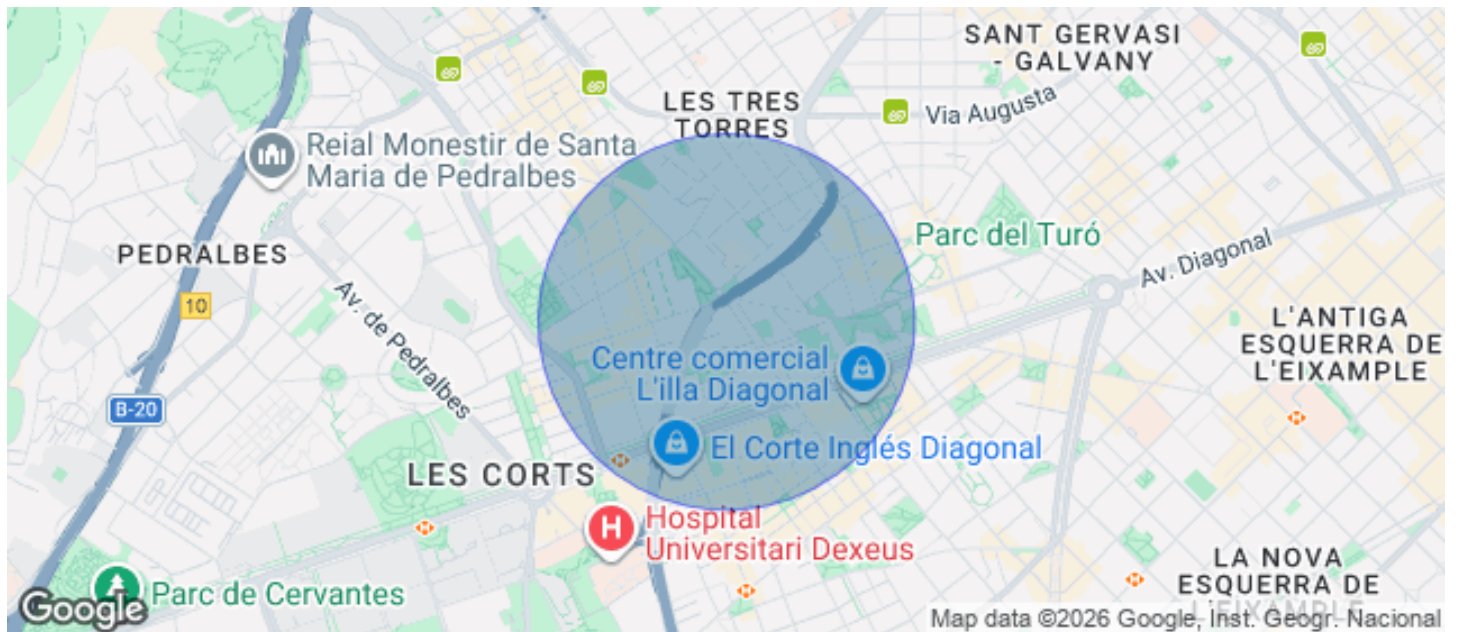 SANT GERVASI
- GALVANY
LES TRES
TORRES
Via Augusta
Reial Monestir de Santa
Maria de Pedralbes
PEDRALBES
Parc del Turó
Av. Diagonal
10
Av. de Pedralbes
L'ANTIGA
ESQUERRA DE
L'EIXAMPLE
Centre comercial
L'illa Diagonal
B-20
El Corte Inglés Diagonal
LES CORTS
H
Hospital
Universitari Dexeus
LA NOVA
ESQUERRA DE
L'EIXAMPLE
Parc de Cervantes
Google
Map data ©2026 Google, Inst. Geogr. Nacional